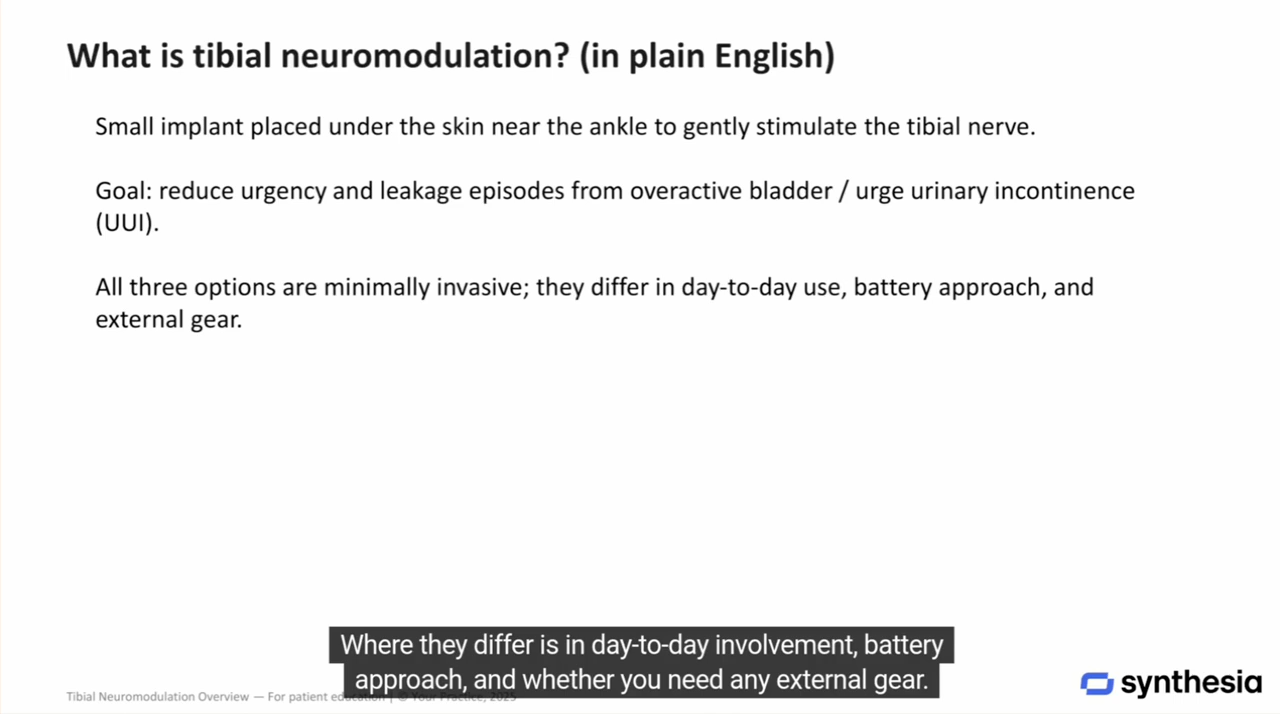 What is tibial neuromodulation? (in plain English)
Small implant placed under the skin near the ankle to gently stimulate the tibial nerve.
Goal: reduce urgency and leakage episodes from overactive bladder / urge urinary incontinence
(UUI).
All three options are minimally invasive; they differ in day-to-day use, battery approach, and
external gear.
Where they differ is in day-to-day involvement, battery
approach, and whether you need any external gear.
Tibial Neuromodulation Overview — For patient education | © Your Practice, 2025
synthesia